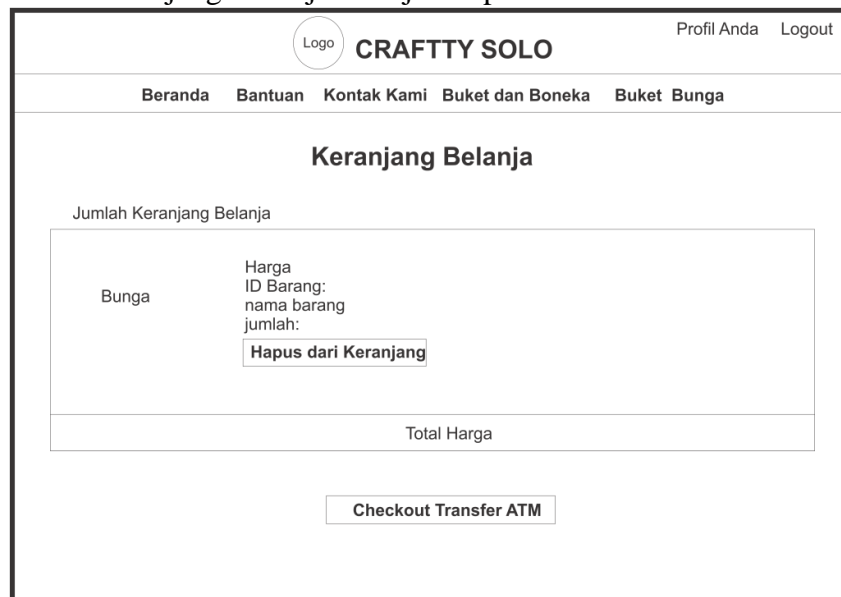 Profil Anda Logout
Logo CRAFTTY SOLO
Beranda Bantuan Kontak Kami Buket dan Boneka Buket Bunga
Keranjang Belanja
Jumlah Keranjang Belanja
Bunga
Harga
ID Barang:
nama barang
jumlah:
Hapus dari Keranjang
Total Harga
Checkout Transfer ATM